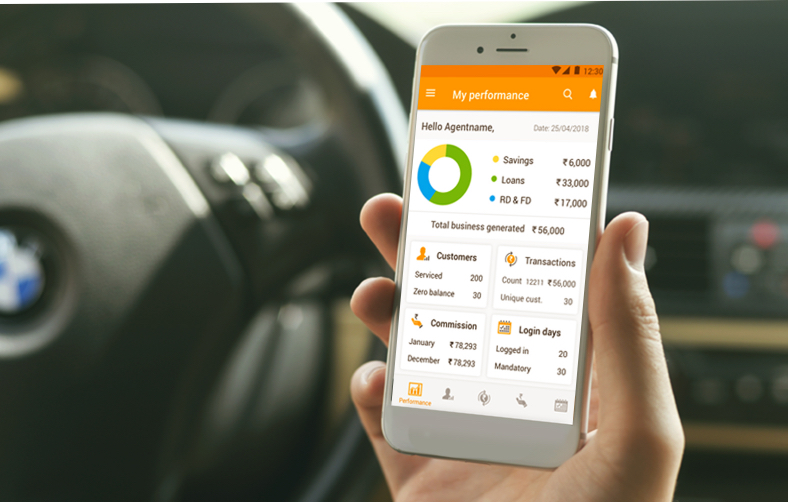 12:30
My performance
Hello Agentname,
Date: 25/04/2018
Savings ₹6,000
Loans ₹33,000
RD & FD ₹17,000
Total business generated ₹56,000
Customers
Serviced 200
Zero balance 30
Transactions
Count 12211 ₹56,000
Unique cust. 30
Commission
January ₹78,293
December ₹78,293
Login days
Logged in 20
Mandatory 30
Performance